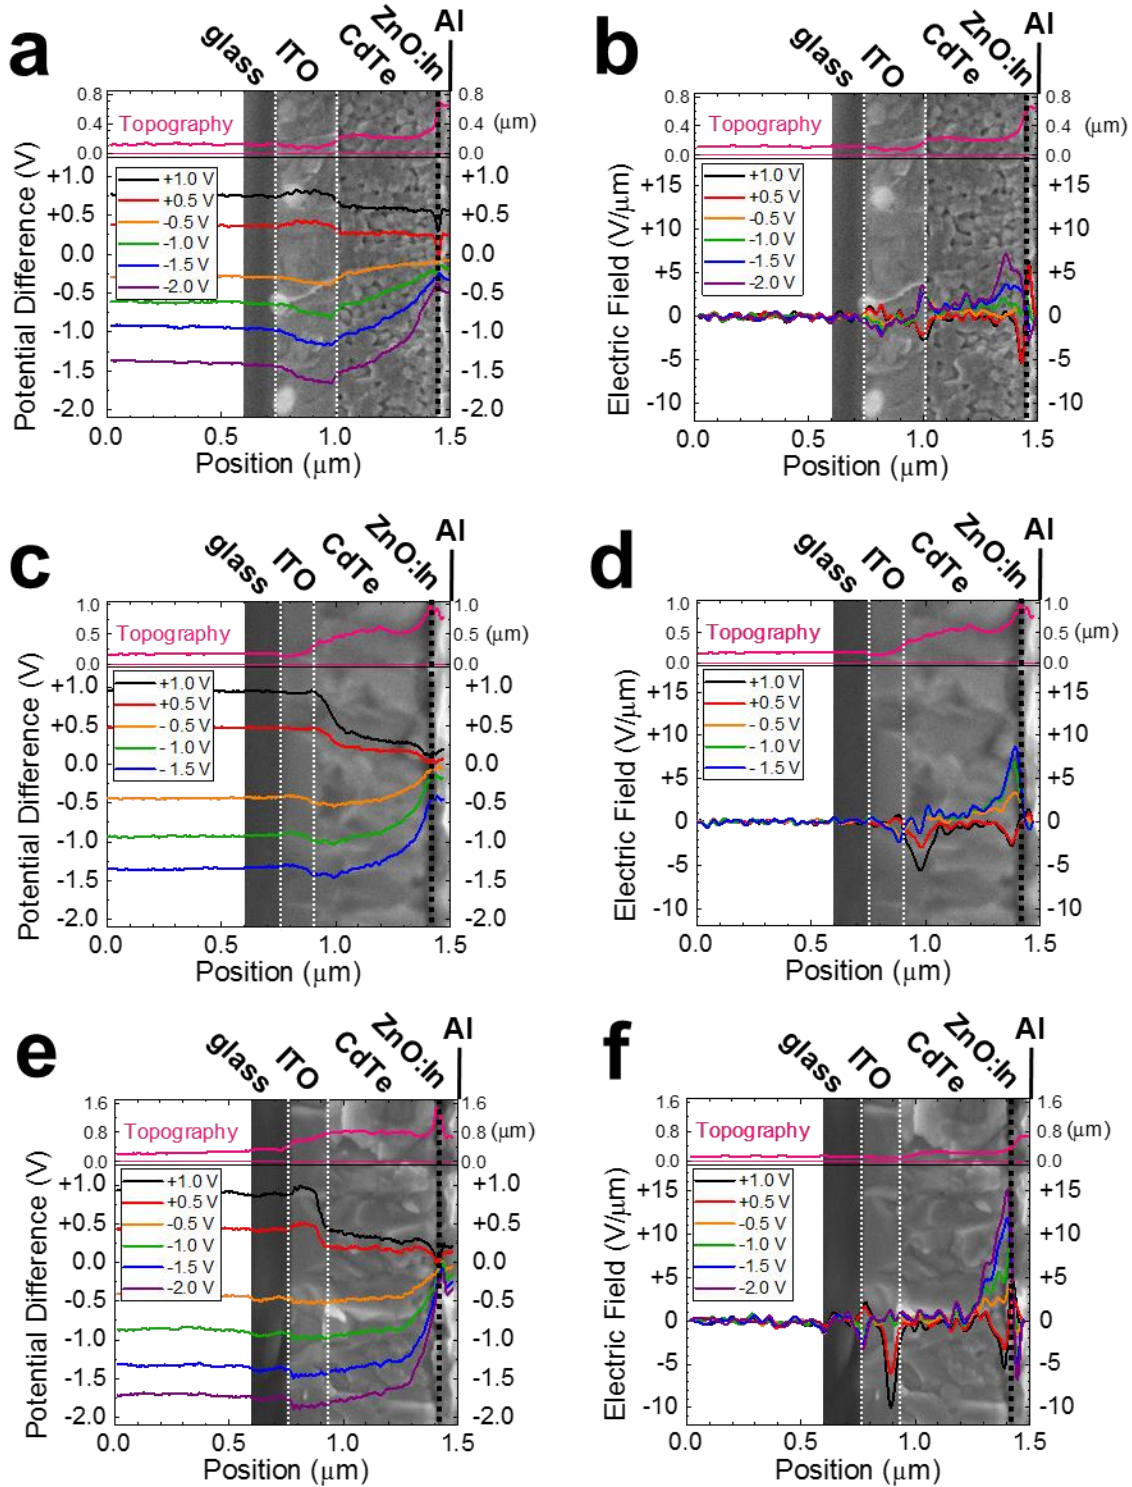 a
glass
ITO
CdTe
ZnO:In
Al
0.8
0.4
0.0
Topography
0.8
0.4
0.0
(μm)
Potential Difference (V)
+1.0
+0.5
0.0
-0.5
-1.0
-1.5
-2.0
+1.0 V
+0.5 V
-0.5 V
-1.0 V
-1.5 V
-2.0 V
+1.0
+0.5
0.0
-0.5
-1.0
-1.5
-2.0
0.0 0.5 1.0 1.5
Position (μm)
b
glass
ITO
CdTe
ZnO:In
Al
0.8
0.4
0.0
Topography
0.8
0.4
0.0
(μm)
Electric Field (V/μm)
+15
+10
+5
0
-5
-10
+1.0 V
+0.5 V
-0.5 V
-1.0 V
-1.5 V
-2.0 V
+15
+10
+5
0
-5
-10
0.0 0.5 1.0 1.5
Position (μm)
c
glass
ITO
CdTe
ZnO:In
Al
1.0
0.5
0.0
Topography
1.0
0.5
0.0
(μm)
Potential Difference (V)
+1.0
+0.5
0.0
-0.5
-1.0
-1.5
-2.0
+1.0 V
+0.5 V
- 0.5 V
- 1.0 V
- 1.5 V
+1.0
+0.5
0.0
-0.5
-1.0
-1.5
-2.0
0.0 0.5 1.0 1.5
Position (μm)
d
glass
ITO
CdTe
ZnO:In
Al
1.0
0.5
0.0
Topography
1.0
0.5
0.0
(μm)
Electric Field (V/μm)
+15
+10
+5
0
-5
-10
+1.0 V
+0.5 V
- 0.5 V
- 1.0 V
- 1.5 V
+15
+10
+5
0
-5
-10
0.0 0.5 1.0 1.5
Position (μm)
e
glass
ITO
CdTe
ZnO:In
Al
1.6
0.8
0.0
Topography
1.6
0.8
0.0
(μm)
Potential Difference (V)
+1.0
+0.5
0.0
-0.5
-1.0
-1.5
-2.0
+1.0 V
+0.5 V
-0.5 V
-1.0 V
-1.5 V
-2.0 V
+1.0
+0.5
0.0
-0.5
-1.0
-1.5
-2.0
0.0 0.5 1.0 1.5
Position (μm)
f
glass
ITO
CdTe
ZnO:In
Al
1.6
0.8
0.0
Topography
1.6
0.8
0.0
(μm)
Electric Field (V/μm)
+15
+10
+5
0
-5
-10
+1.0 V
+0.5 V
-0.5 V
-1.0 V
-1.5 V
-2.0 V
+15
+10
+5
0
-5
-10
0.0 0.5 1.0 1.5
Position (μm)